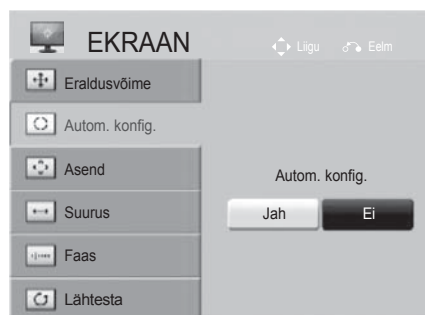 EKRAAN
Liigu Eelm
Eraldusvõime
Autom. konfig.
Asend
Suurus
Faas
Lähtesta
Autom. konfig.
Jah Ei